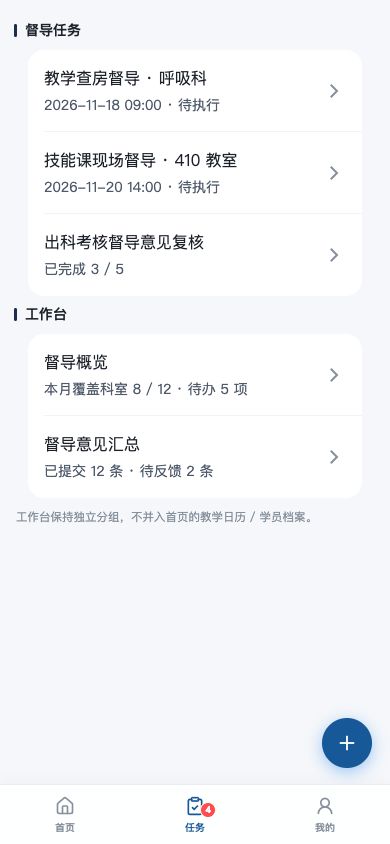 督导任务
教学查房督导 · 呼吸科
2026-11-18 09:00 · 待执行
技能课现场督导 · 410 教室
2026-11-20 14:00 · 待执行
出科考核督导意见复核
已完成 3 / 5
工作台
督导概览
本月覆盖科室 8 / 12 · 待办 5 项
督导意见汇总
已提交 12 条 · 待反馈 2 条
工作台保持独立分组，不并入首页的教学日历 / 学员档案。
4
首页
任务
我的